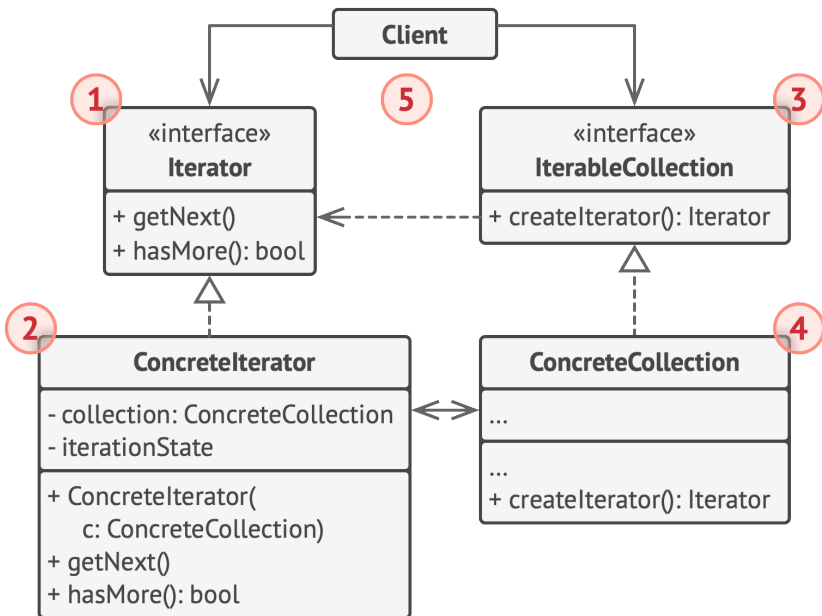 Client
1
5
3
«interface»
Iterator
+ getNext()
+ hasMore(): bool
«interface»
IterableCollection
+ createIterator(): Iterator
2
ConcreteIterator
- collection: ConcreteCollection
- iterationState
+ ConcreteIterator(
c: ConcreteCollection)
+ getNext()
+ hasMore(): bool
4
ConcreteCollection
...
...
+ createIterator(): Iterator